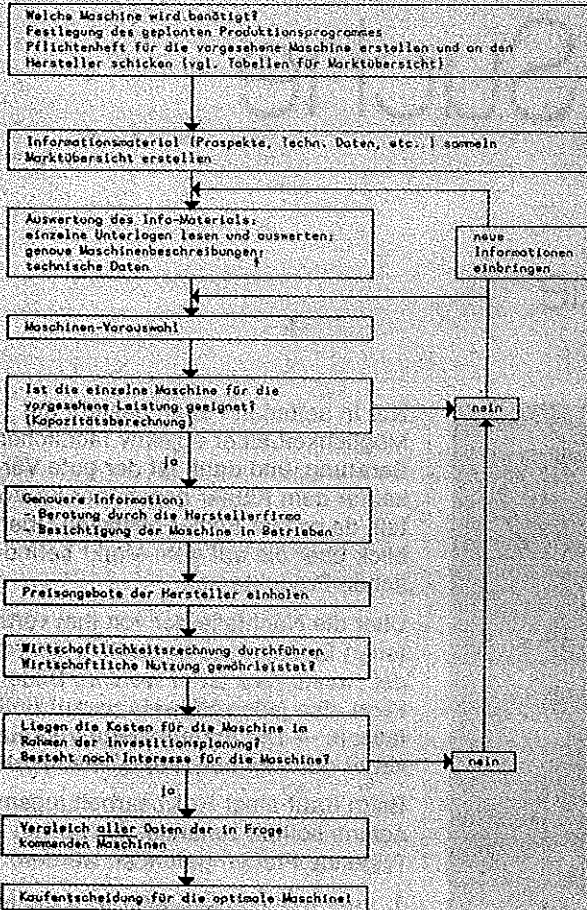 Welche Maschine wird benötigt?
Festlegung des geplanten Produktionsprogrammes
Pflichtenheft für die vorgesehene Maschine erstellen und an den
Hersteller schicken (vgl. Tabellen für Marktübersicht)
Informationsmaterial (Prospekte, Techn. Daten, etc. ) sammeln
Marktübersicht erstellen
Auswertung des Info-Materials:
einzelne Unterlagen lesen und auswerten;
genaue Maschinenbeschreibungen;
technische Daten
neue
Informationen
einbringen
Maschinen-Vorauswahl
Ist die einzelne Maschine für die
vorgesehene Leistung geeignet?
(Kapazitätsberechnung)
nein
ja
Genauere Information:
- Beratung durch die Herstellerfirma
- Besichtigung der Maschine in Betrieben
Preisangebote der Hersteller einholen
Wirtschaftlichkeitsrechnung durchführen
Wirtschaftliche Nutzung gewährleistet?
Liegen die Kosten für die Maschine im
Rahmen der Investitionsplanung?
Besteht noch Interesse für die Maschine?
nein
ja
Vergleich aller Daten der in Frage
kommenden Maschinen
Kaufentscheidung für die optimale Maschine!